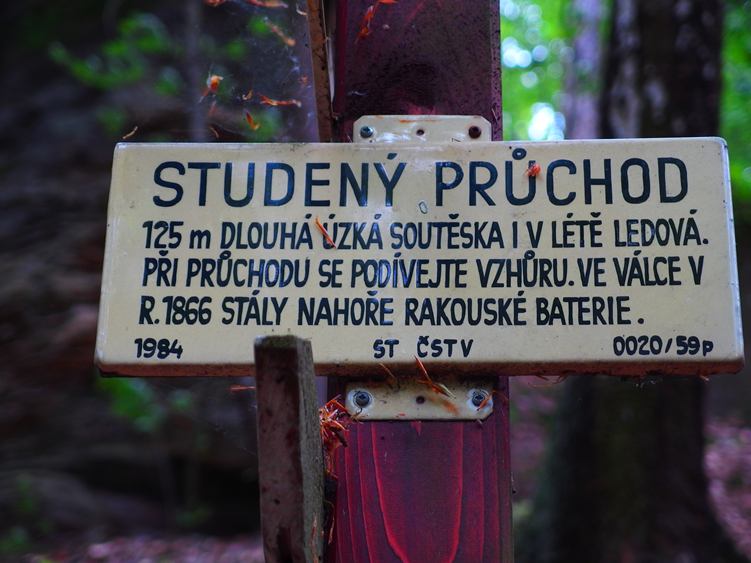 STUDENÝ PRŮCHOD
125 m DLOUHÁ ÚZKÁ SOUTĚSKA I V LÉTĚ LEDOVÁ.
PŘI PRŮCHODU SE PODÍVEJTE VZHŮRU. VE VÁLCE V
R. 1866 STÁLY NAHOŘE RAKOUSKÉ BATERIE.
1984 ST ČSTV 0020/59p